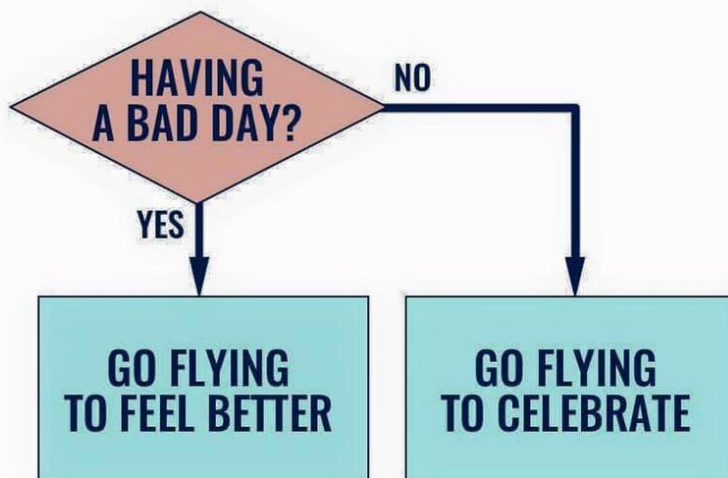 HAVING
A BAD DAY?
NO
YES
GO FLYING
TO FEEL BETTER
GO FLYING
TO CELEBRATE